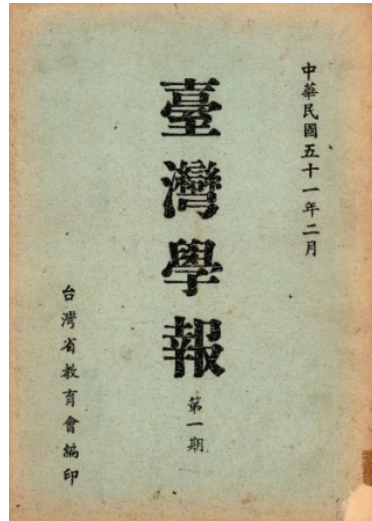 中華民國五十一年二月
臺灣學報
第一期
台灣省教育會編印